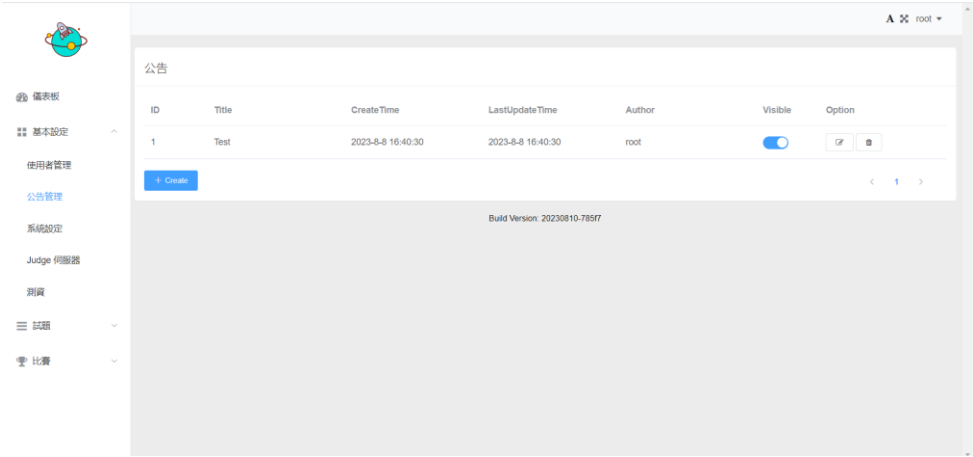 A root
儀表板
基本設定
使用者管理
公告管理
系統設定
Judge 伺服器
測資
試題
比賽
公告
ID Title CreateTime LastUpdateTime Author Visible Option
1 Test 2023-8-8 16:40:30 2023-8-8 16:40:30 root
+ Create
< 1 >
Build Version: 20230810-785f7